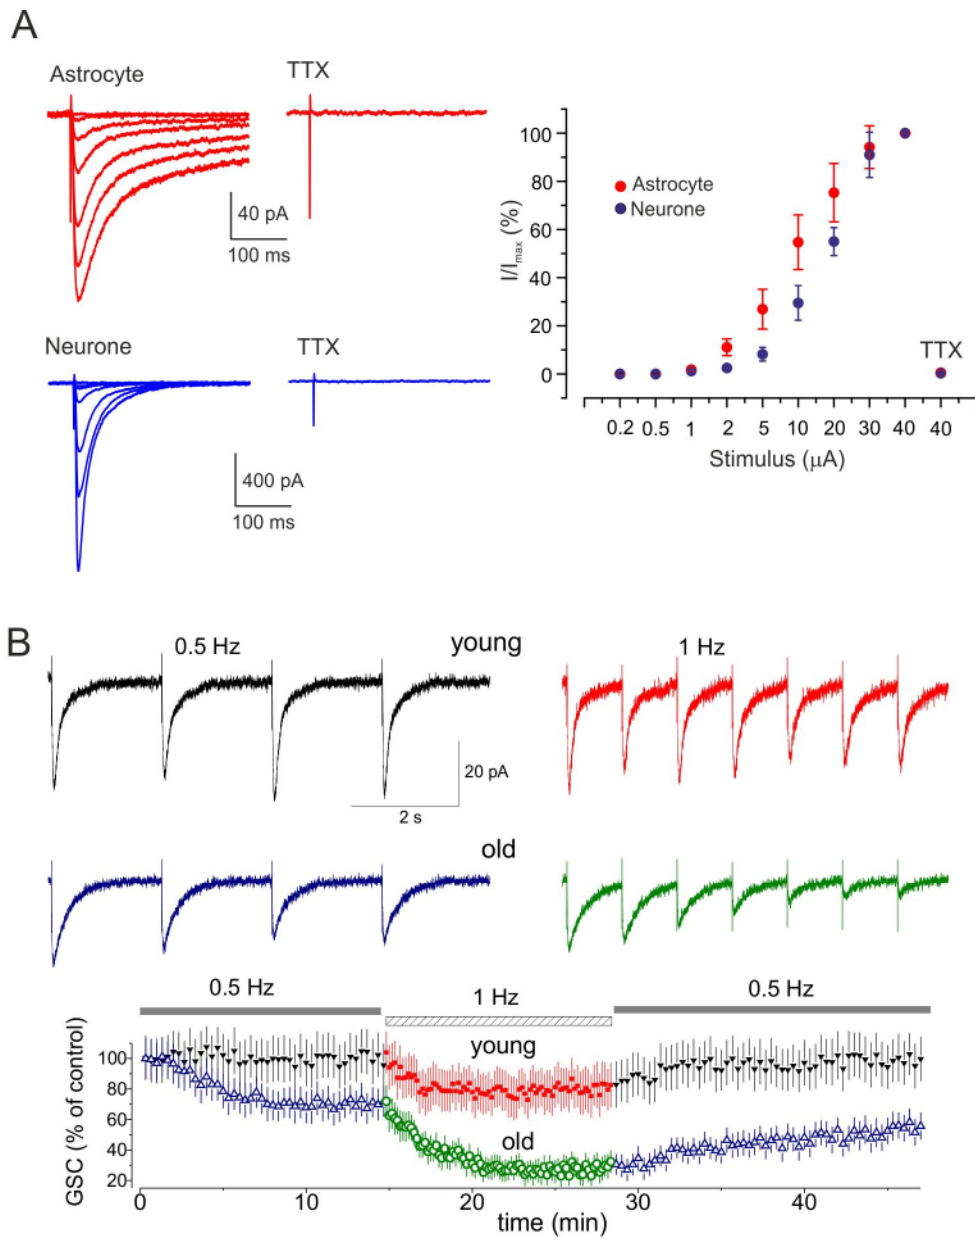 A
Astrocyte
TTX
40 pA
100 ms
Neurone
TTX
400 pA
100 ms
I/Imax (%)
100
80
60
40
20
0
Astrocyte
Neurone
TTX
0.2 0.5 1 2 5 10 20 30 40 40
Stimulus (μA)
B
0.5 Hz
young
1 Hz
20 pA
2 s
old
0.5 Hz
1 Hz
0.5 Hz
GSC (% of control)
100
80
60
40
20
young
old
0 10 20 30 40
time (min)